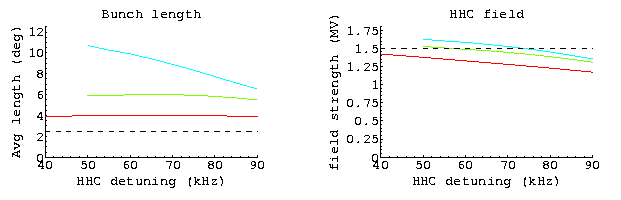 Bunch length
Avg length (deg)
12
10
8
6
4
2
0
40 50 60 70 80 90
HHC detuning (kHz)
HHC field
field strength (MV)
1.75
1.5
1.25
1
0.75
0.5
0.25
0
40 50 60 70 80 90
HHC detuning (kHz)